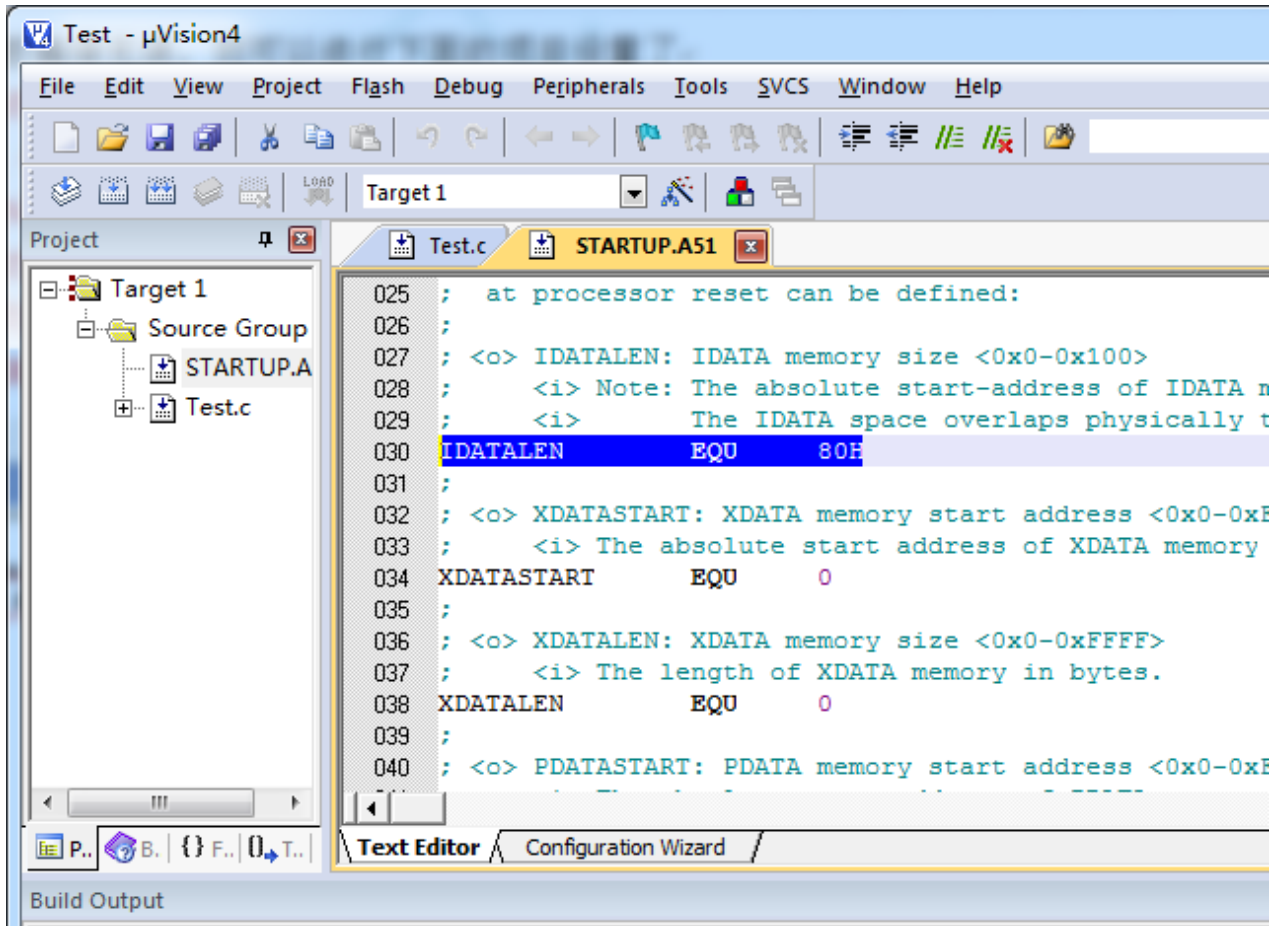 Test - μVision4
File Edit View Project Flash Debug Peripherals Tools SVCS Window Help
LOAD Target 1
Project
Test.c STARTUP.A51
Target 1
Source Group
STARTUP.A
Test.c
025 ;  at processor reset can be defined:
026 ;
027 ; <o> IDATALEN: IDATA memory size <0x0-0x100>
028 ;     <i> Note: The absolute start-address of IDATA m
029 ;     <i>       The IDATA space overlaps physically t
030 IDATALEN        EQU     80H
031 ;
032 ; <o> XDATASTART: XDATA memory start address <0x0-0xF
033 ;     <i> The absolute start address of XDATA memory
034 XDATASTART      EQU     0
035 ;
036 ; <o> XDATALEN: XDATA memory size <0x0-0xFFFF>
037 ;     <i> The length of XDATA memory in bytes.
038 XDATALEN        EQU     0
039 ;
040 ; <o> PDATASTART: PDATA memory start address <0x0-0xF
P.. B. {} F.. 0 T..
Text Editor Configuration Wizard
Build Output